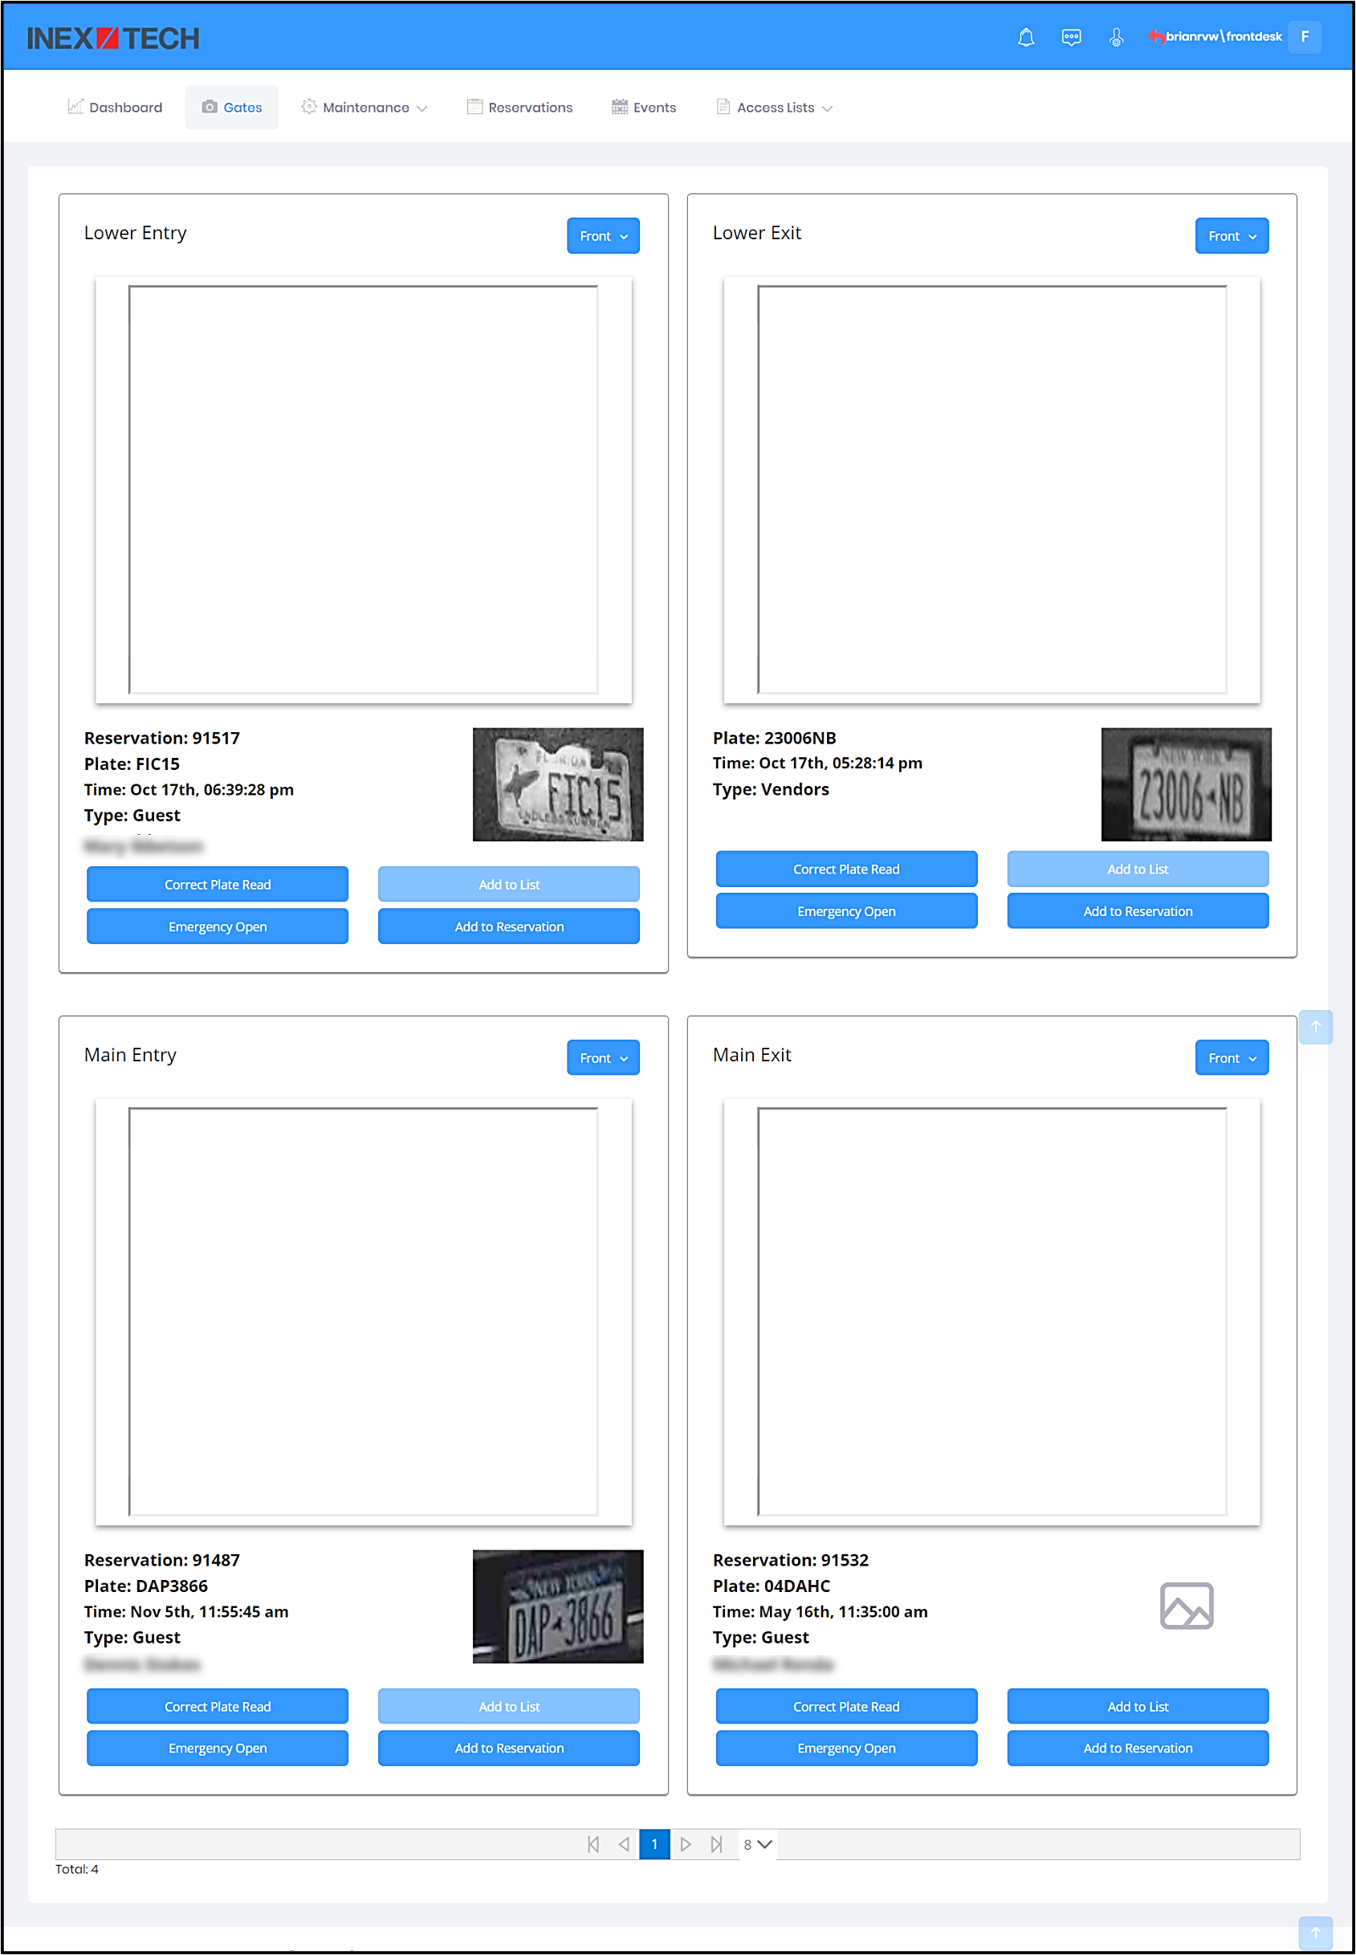 INEX TECH
brianrvw\frontdesk
F
Dashboard
Gates
Maintenance
Reservations
Events
Access Lists
Lower Entry
Front
Reservation: 91517
Plate: FIC15
Time: Oct 17th, 06:39:28 pm
Type: Guest
FLORIDA
FIC15
ENDLESS SUMMER
Correct Plate Read
Add to List
Emergency Open
Add to Reservation
Lower Exit
Front
Plate: 23006NB
Time: Oct 17th, 05:28:14 pm
Type: Vendors
NEW YORK
23006 NB
Correct Plate Read
Add to List
Emergency Open
Add to Reservation
Main Entry
Front
Reservation: 91487
Plate: DAP3866
Time: Nov 5th, 11:55:45 am
Type: Guest
NEW YORK
DAP 3866
Correct Plate Read
Add to List
Emergency Open
Add to Reservation
Main Exit
Front
Reservation: 91532
Plate: 04DAHC
Time: May 16th, 11:35:00 am
Type: Guest
Correct Plate Read
Add to List
Emergency Open
Add to Reservation
1
8
Total: 4